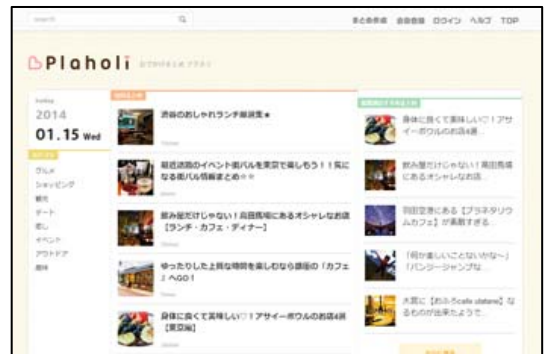 search
まとめ作成 会員登録 ログイン ヘルプ TOP
Plaholi
today
2014
01.15 Wed
グルメ
ショッピング
観光
デート
癒し
イベント
アウトドア
趣味
渋谷のおしゃれランチ厳選集★
最近話題のイベント街バルを東京で楽しもう！！気に
なる街バル情報まとめ☆☆
飲み屋だけじゃない！高田馬場にあるオシャレなお店
【ランチ・カフェ・ディナー】
ゆったりした上質な時間を楽しむなら銀座の「カフェ
」へGO！
身体に良くて美味しい♡！アサイーボウルのお店4選
【東京編】
身体に良くて美味しい♡！アサ
イーボウルのお店4選...
飲み屋だけじゃない！高田馬場
にあるオシャレなお店...
羽田空港にある【プラネタリウ
ムカフェ】が素敵すぎる...
「何か楽しいことないかな～」
「バンジージャンプな...
大宮に【おふろcafe utatane】な
るものが出来たようで...